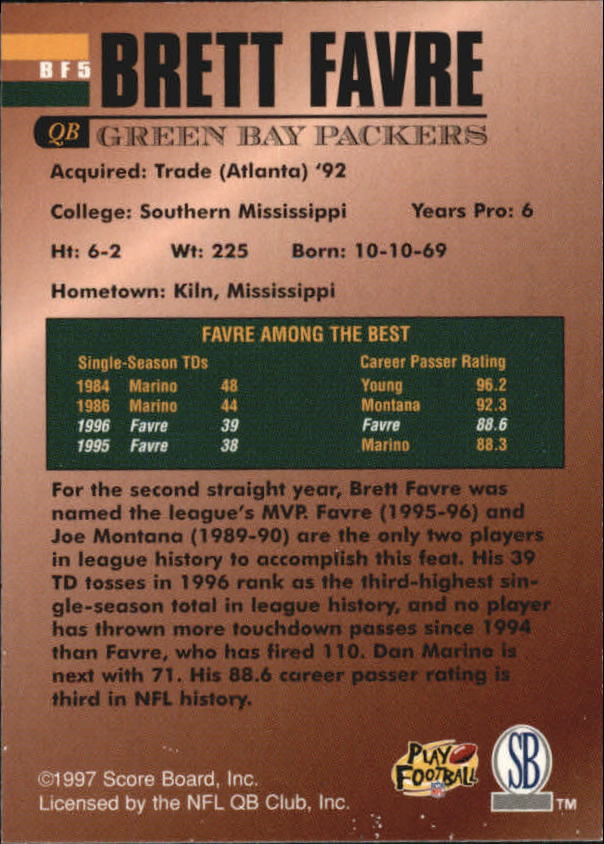 BF5
BRETT FAVRE
QB GREEN BAY PACKERS
Acquired: Trade (Atlanta) '92
College: Southern Mississippi Years Pro: 6
Ht: 6-2 Wt: 225 Born: 10-10-69
Hometown: Kiln, Mississippi
FAVRE AMONG THE BEST
Single-Season TDs Career Passer Rating
1984 Marino 48 Young 96.2
1986 Marino 44 Montana 92.3
1996 Favre 39 Favre 88.6
1995 Favre 38 Marino 88.3
For the second straight year, Brett Favre was
named the league's MVP. Favre (1995-96) and
Joe Montana (1989-90) are the only two players
in league history to accomplish this feat. His 39
TD tosses in 1996 rank as the third-highest sin-
gle-season total in league history, and no player
has thrown more touchdown passes since 1994
than Favre, who has fired 110. Dan Marino is
next with 71. His 88.6 career passer rating is
third in NFL history.
PLAY
FOOTBALL
NFL
SB
TM
©1997 Score Board, Inc.
Licensed by the NFL QB Club, Inc.